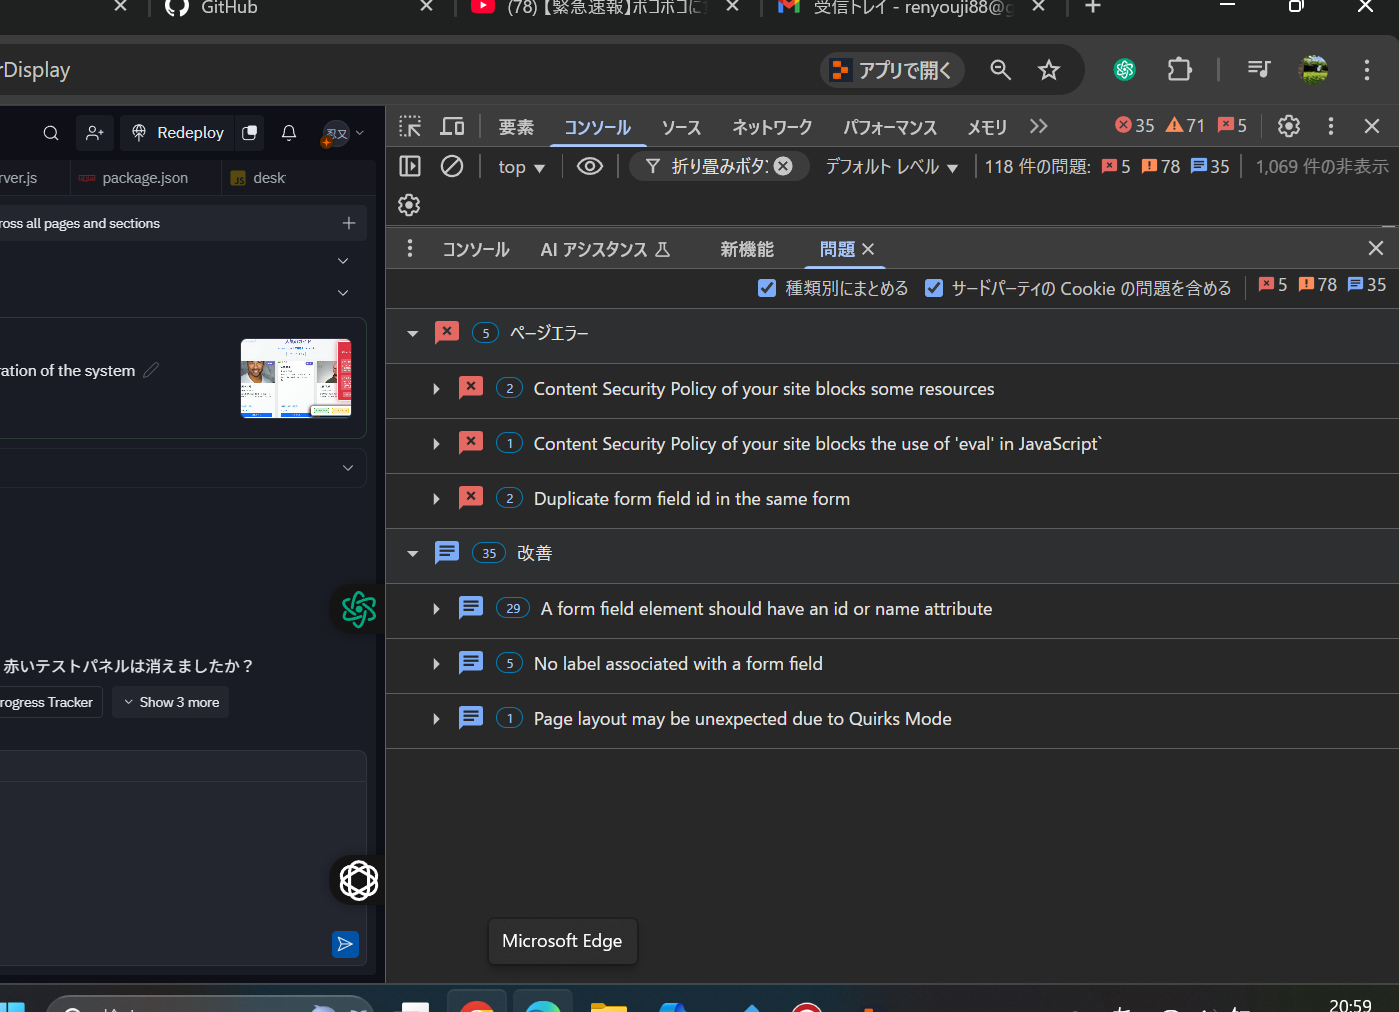 GitHub
(78) 【緊急速報】ボコボコに
受信トレイ - renyouji88@g
rDisplay
アプリで開く
Redeploy
忍又
rver.js
package.json
JS
desk
ross all pages and sections
ration of the system
赤いテストパネルは消えましたか？
rogress Tracker
Show 3 more
要素
コンソール
ソース
ネットワーク
パフォーマンス
メモリ
35
71
5
top
折り畳みボタ
デフォルト レベル
118 件の問題:
5
78
35
1,069 件の非表示
コンソール
AI アシスタンス
新機能
問題
種類別にまとめる
サードパーティの Cookie の問題を含める
5
78
35
5
ページエラー
2
Content Security Policy of your site blocks some resources
1
Content Security Policy of your site blocks the use of 'eval' in JavaScript`
2
Duplicate form field id in the same form
35
改善
29
A form field element should have an id or name attribute
5
No label associated with a form field
1
Page layout may be unexpected due to Quirks Mode
Microsoft Edge
20:59